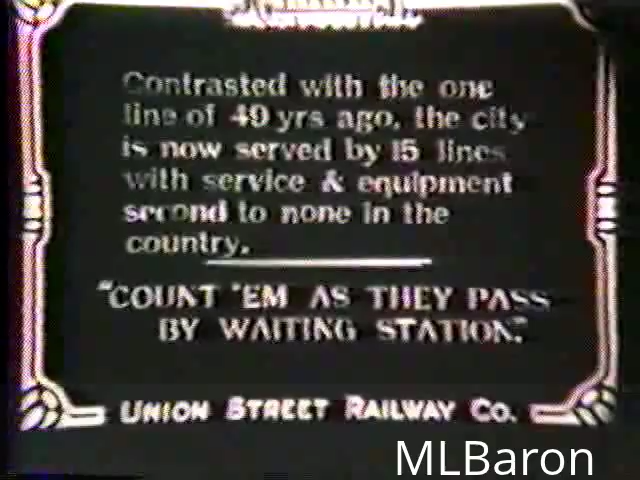 Contrasted with the one
line of 49 yrs ago, the city
is now served by 15 lines
with service & equipment
second to none in the
country.
"COUNT 'EM AS THEY PASS
BY WAITING STATION."
UNION STREET RAILWAY CO.
MLBaron